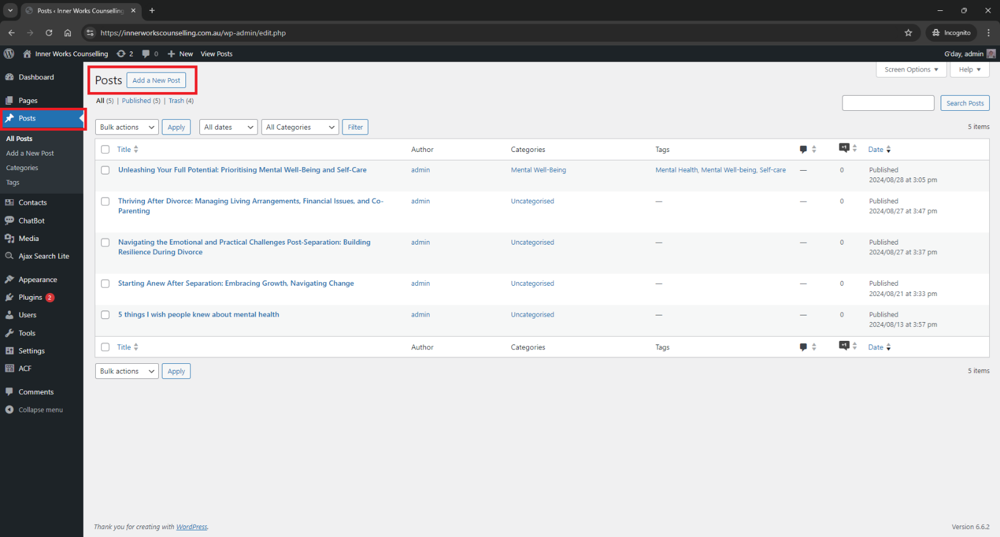 Posts ‹ Inner Works Counselling
https://innerworkscounselling.com.au/wp-admin/edit.php
Incognito
Inner Works Counselling 2 0 New View Posts
G'day, admin
Dashboard
Pages
Posts
All Posts
Add a New Post
Categories
Tags
Contacts
ChatBot
Media
Ajax Search Lite
Appearance
Plugins 2
Users
Tools
Settings
ACF
Comments
Collapse menu
Posts Add a New Post
Screen Options Help
All (5) | Published (5) | Trash (4)
Search Posts
Bulk actions Apply All dates All Categories Filter
5 items
Title Author Categories Tags +1 Date
Unleashing Your Full Potential: Prioritising Mental Well-Being and Self-Care admin Mental Well-Being Mental Health, Mental Well-being, Self-care — 0 Published
2024/08/28 at 3:05 pm
Thriving After Divorce: Managing Living Arrangements, Financial Issues, and Co- admin Uncategorised — — 0 Published
Parenting 2024/08/27 at 3:47 pm
Navigating the Emotional and Practical Challenges Post-Separation: Building admin Uncategorised — — 0 Published
Resilience During Divorce 2024/08/27 at 3:37 pm
Starting Anew After Separation: Embracing Growth, Navigating Change admin Uncategorised — — 0 Published
2024/08/21 at 3:33 pm
5 things I wish people knew about mental health admin Uncategorised — — 0 Published
2024/08/13 at 3:57 pm
Title Author Categories Tags +1 Date
Bulk actions Apply
5 items
Thank you for creating with WordPress.
Version 6.6.2